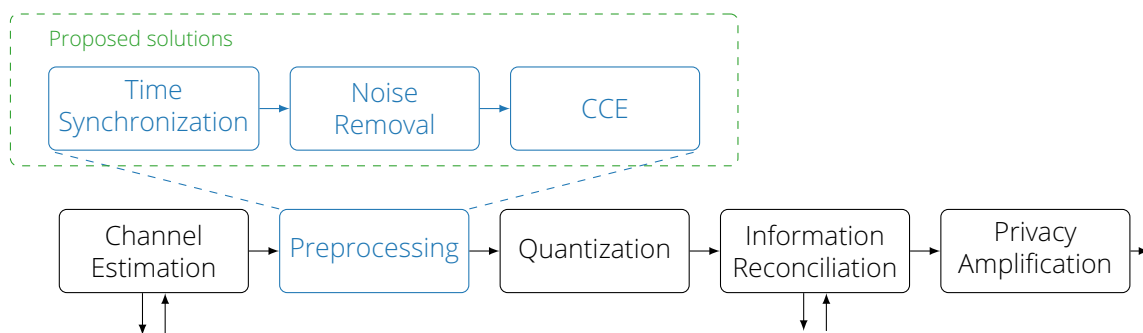 Proposed solutions
Time
Synchronization
Noise
Removal
CCE
Channel
Estimation
Preprocessing
Quantization
Information
Reconciliation
Privacy
Amplification